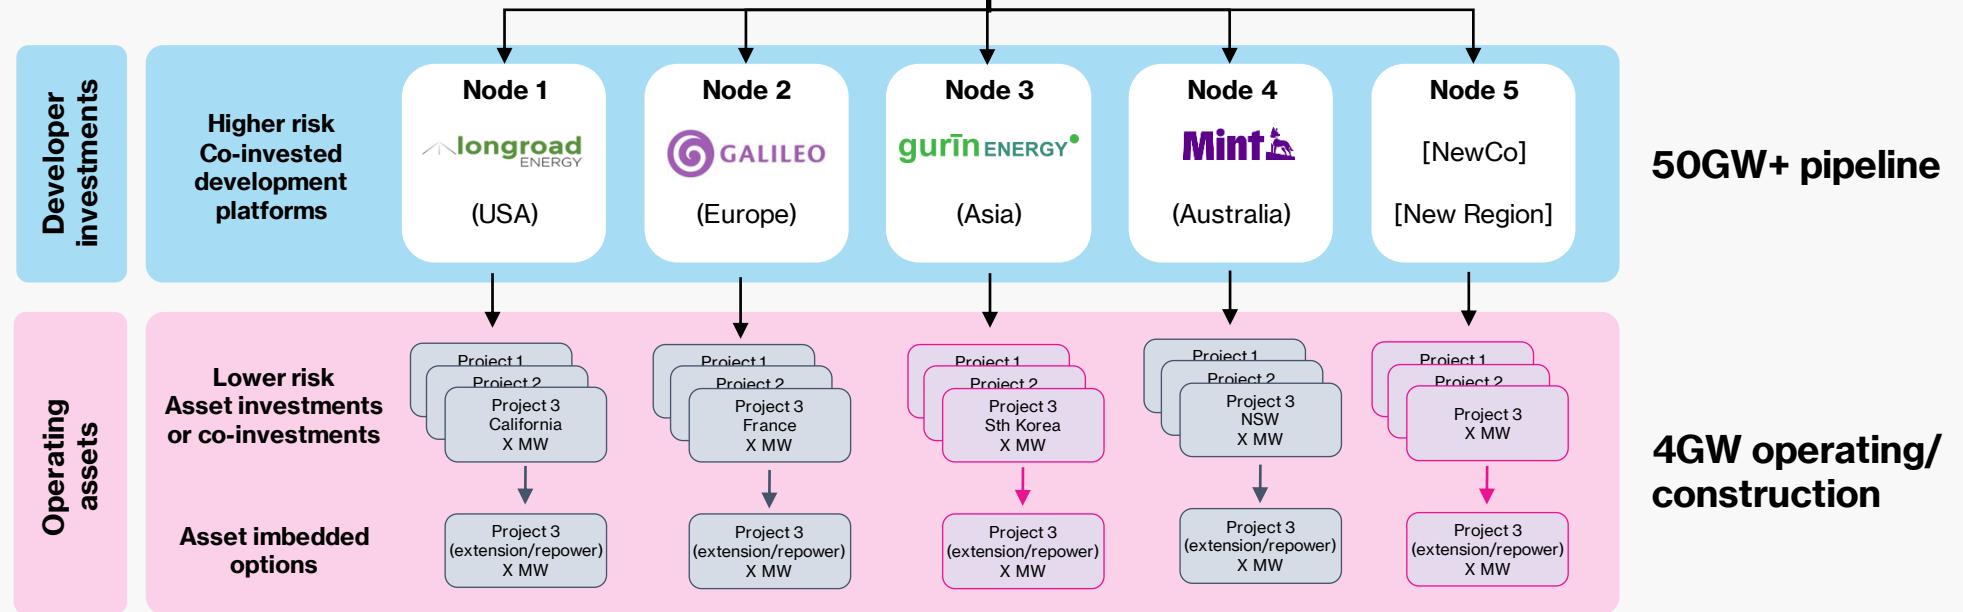 Developer
investments
Higher risk
Co-invested
development
platforms
Node 1
longroad
ENERGY
(USA)
Node 2
GALILEO
(Europe)
Node 3
gurīn ENERGY
(Asia)
Node 4
Mint
(Australia)
Node 5
[NewCo]
[New Region]
50GW+ pipeline
Operating
assets
Lower risk
Asset investments
or co-investments
Project 1
Project 2
Project 3
California
X MW
Project 1
Project 2
Project 3
France
X MW
Project 1
Project 2
Project 3
Sth Korea
X MW
Project 1
Project 2
Project 3
NSW
X MW
Project 1
Project 2
Project 3
X MW
4GW operating/
construction
Asset imbedded
options
Project 3
(extension/repower)
X MW
Project 3
(extension/repower)
X MW
Project 3
(extension/repower)
X MW
Project 3
(extension/repower)
X MW
Project 3
(extension/repower)
X MW